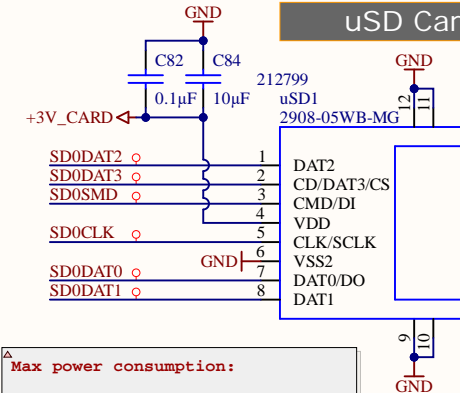 GND
uSD Car
C82
C84
GND
212799
0.1µF
10µF
uSD1
+3V_CARD
2908-05WB-MG
12
11
SD0DAT2
1
DAT2
SD0DAT3
2
CD/DAT3/CS
SD0SMD
3
CMD/DI
4
VDD
SD0CLK
5
CLK/SCLK
GND
6
VSS2
SD0DAT0
7
DAT0/DO
SD0DAT1
8
DAT1
9
10
Max power consumption:
GND